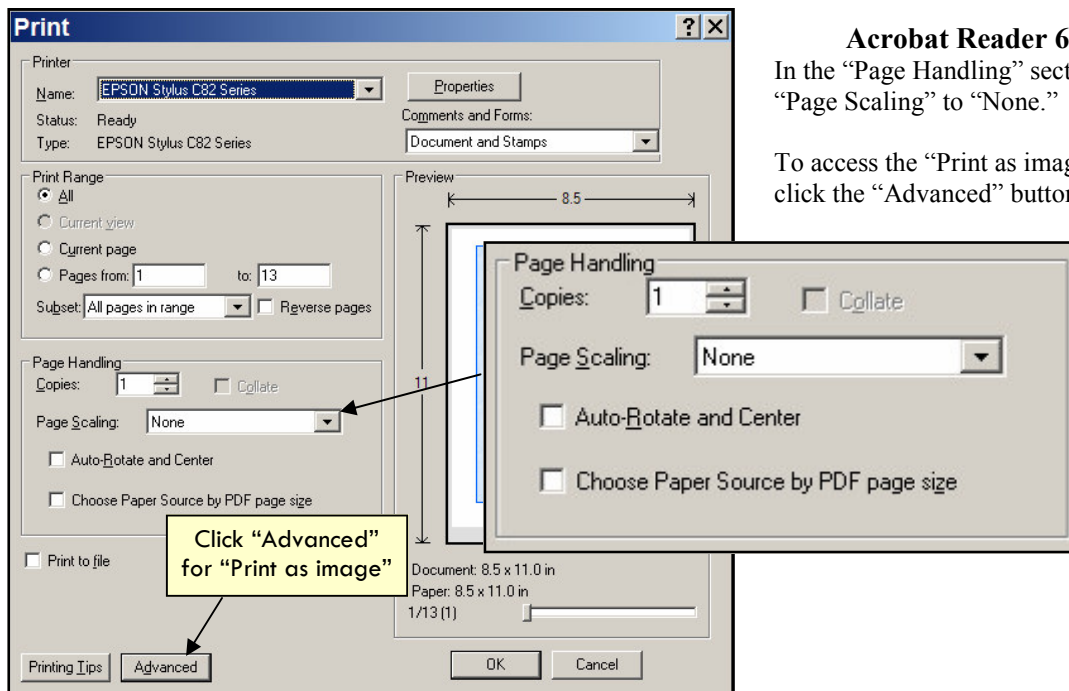 Print
Printer
Name: EPSON Stylus C82 Series
Properties
Status: Ready
Type: EPSON Stylus C82 Series
Comments and Forms:
Document and Stamps
Print Range
All
Current view
Current page
Pages from: 1 to: 13
Subset: All pages in range Reverse pages
Page Handling
Copies: 1 Collate
Page Scaling: None
Auto-Rotate and Center
Choose Paper Source by PDF page size
Print to file
Click “Advanced”
for “Print as image”
Printing Tips Advanced
Preview
8.5
11
Document: 8.5 x 11.0 in
Paper: 8.5 x 11.0 in
1/13 (1)
OK Cancel
Acrobat Reader 6
In the “Page Handling” sect
“Page Scaling” to “None.”
To access the “Print as imag
click the “Advanced” button
Page Handling
Copies: 1 Collate
Page Scaling: None
Auto-Rotate and Center
Choose Paper Source by PDF page size